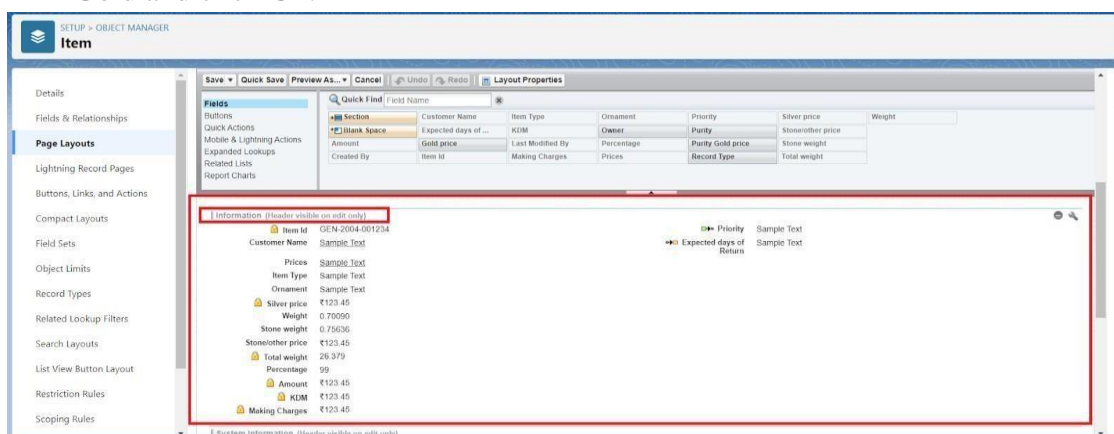 SETUP > OBJECT MANAGER
Item
Details
Fields & Relationships
Page Layouts
Lightning Record Pages
Buttons, Links, and Actions
Compact Layouts
Field Sets
Object Limits
Record Types
Related Lookup Filters
Search Layouts
List View Button Layout
Restriction Rules
Scoping Rules
Save Quick Save Preview As... Cancel Undo Redo Layout Properties
Fields
Buttons
Quick Actions
Mobile & Lightning Actions
Expanded Lookups
Related Lists
Report Charts
Quick Find Field Name
Section Customer Name Item Type Ornament Priority Silver price Weight
Blank Space Expected days of ... KDM Owner Purity Stone/other price
Amount Gold price Last Modified By Percentage Purity Gold price Stone weight
Created By Item Id Making Charges Prices Record Type Total weight
Information (Header visible on edit only)
Item Id GEN-2004-001234 Priority Sample Text
Customer Name Sample Text Expected days of Return Sample Text
Prices Sample Text
Item Type Sample Text
Ornament Sample Text
Silver price ₹123.45
Weight 0.70090
Stone weight 0.75636
Stone/other price ₹123.45
Total weight 26.379
Percentage 99
Amount ₹123.45
KDM ₹123.45
Making Charges ₹123.45
System Information (Header visible on edit only)